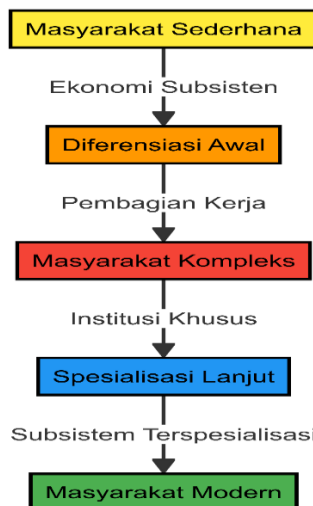 Masyarakat Sederhana
Ekonomi Subsisten
Diferensiasi Awal
Pembagian Kerja
Masyarakat Kompleks
Institusi Khusus
Spesialisasi Lanjut
Subsistem Terspesialisasi
Masyarakat Modern